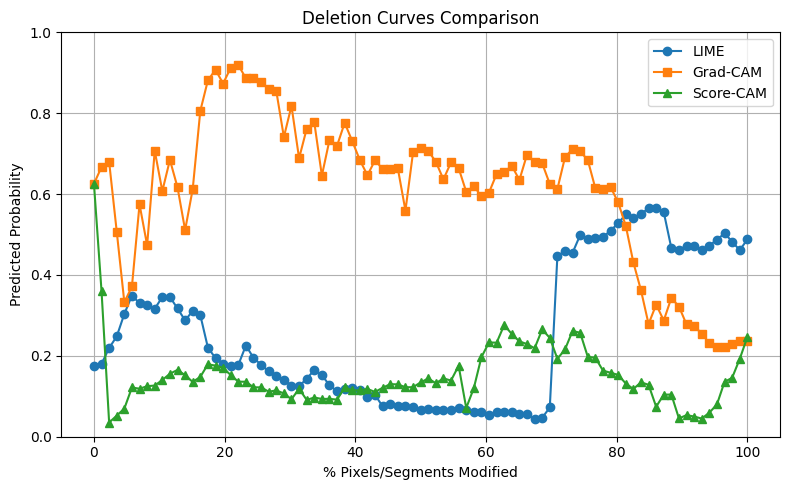 Deletion Curves Comparison
LIME
Grad-CAM
Score-CAM
Predicted Probability
1.0
0.8
0.6
0.4
0.2
0.0
0
20
40
60
80
100
% Pixels/Segments Modified